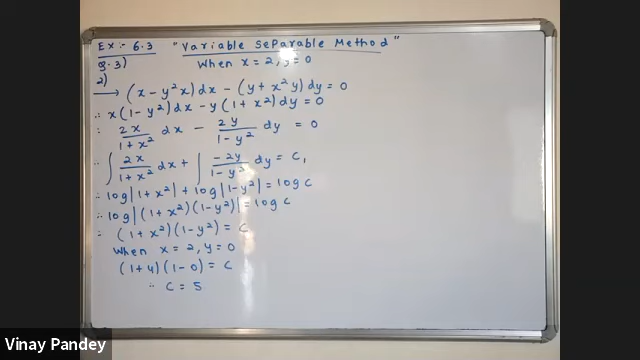 Ex:- 6.3 "Variable Separable Method"
Q.3) When x = 2, y = 0
2)
→ (x - y²x) dx - (y + x²y) dy = 0
∴ x(1 - y²) dx - y(1 + x²) dy = 0
∴ 2x/(1 + x²) dx - 2y/(1 - y²) dy = 0
∴ ∫ 2x/(1 + x²) dx + ∫ -2y/(1 - y²) dy = C₁
∴ log|1 + x²| + log|1 - y²| = log C
∴ log|(1 + x²)(1 - y²)| = log C
∴ (1 + x²)(1 - y²) = C
When x = 2, y = 0
(1 + 4)(1 - 0) = C
∴ C = 5
Vinay Pandey